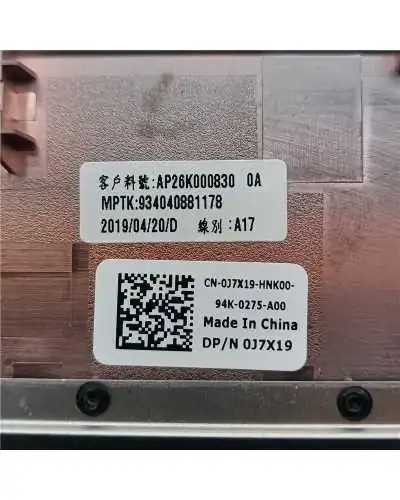 客戶料號:AP26K000830 0A
MPTK:934040881178
2019/04/20/D 線別:A17
CN-0J7X19-HNK00-
94K-0275-A00
Made In China
DP/N 0J7X19